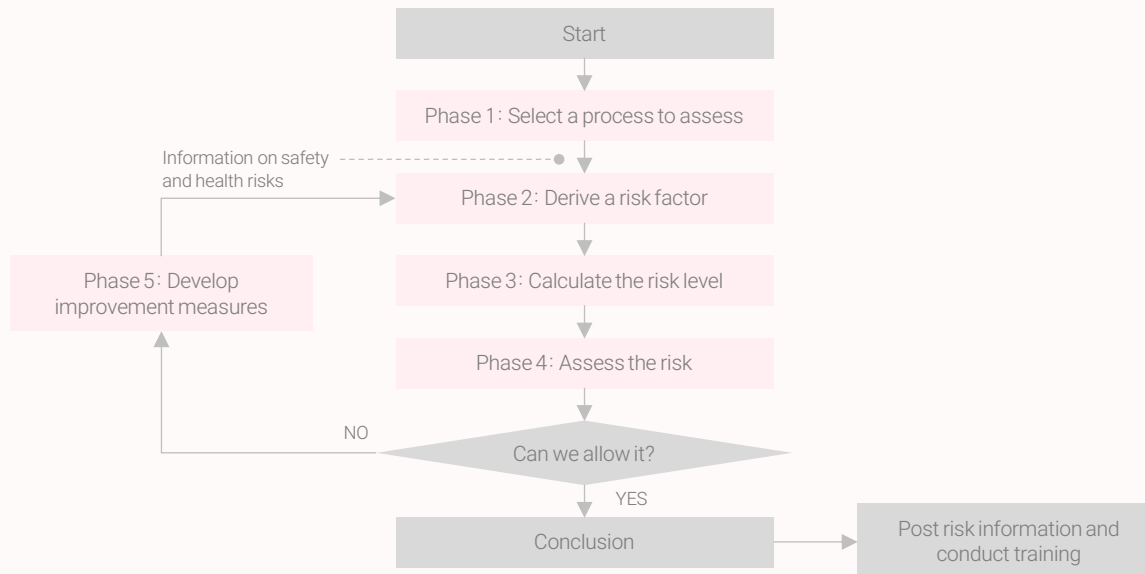 Start
Phase 1: Select a process to assess
Information on safety
and health risks
Phase 2: Derive a risk factor
Phase 5: Develop
improvement measures
Phase 3: Calculate the risk level
Phase 4: Assess the risk
NO
Can we allow it?
YES
Conclusion
Post risk information and
conduct training